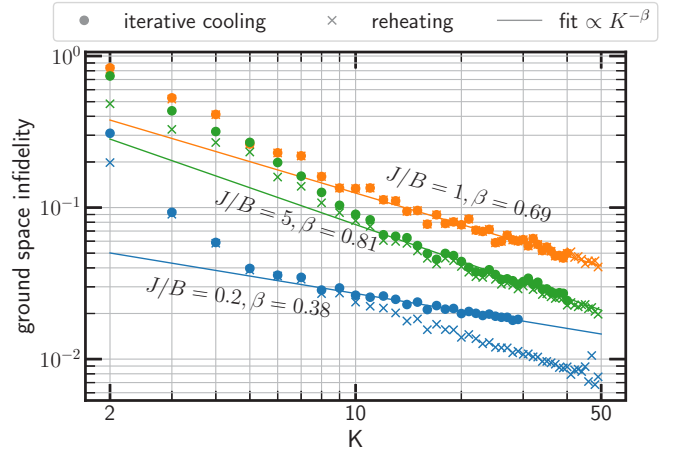 iterative cooling × reheating fit ∝ K^{−β}
10^0
10^{−1}
10^{−2}
ground space infidelity
J/B = 1, β = 0.69
J/B = 5, β = 0.81
J/B = 0.2, β = 0.38
2 10 50
K